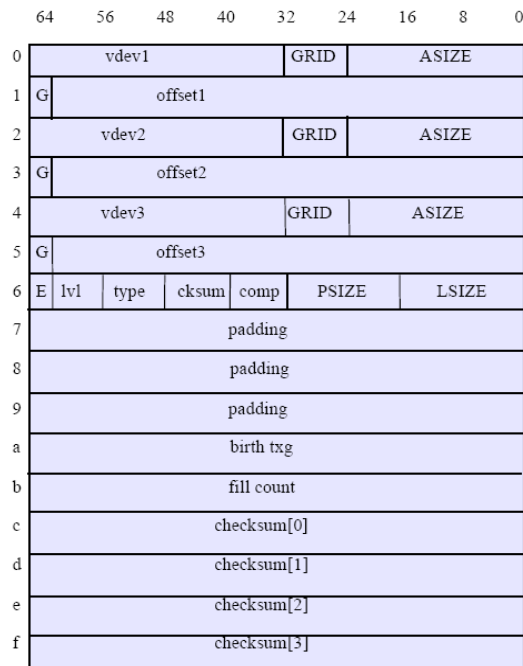 64 56 48 40 32 24 16 8 0
0 vdev1 GRID ASIZE
1 G offset1
2 vdev2 GRID ASIZE
3 G offset2
4 vdev3 GRID ASIZE
5 G offset3
6 E lvl type cksum comp PSIZE LSIZE
7 padding
8 padding
9 padding
a birth txg
b fill count
c checksum[0]
d checksum[1]
e checksum[2]
f checksum[3]